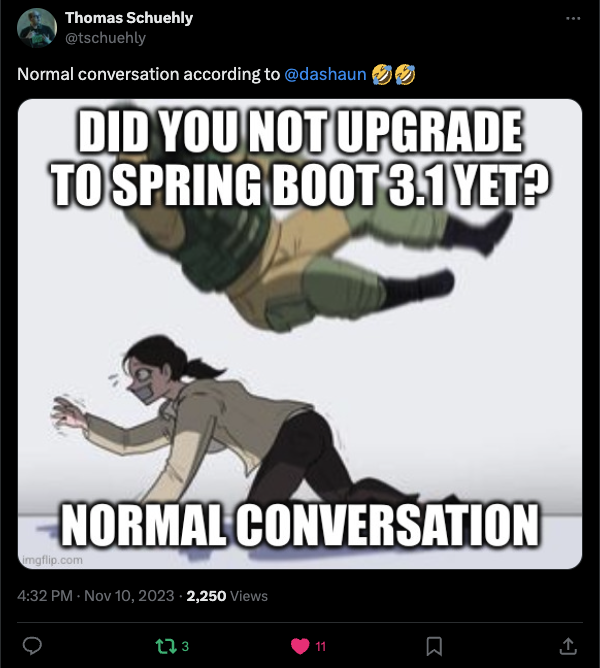 Thomas Schuehly
@tschuehly
Normal conversation according to @dashaun 🤣🤣
DID YOU NOT UPGRADE
TO SPRING BOOT 3.1 YET?
NORMAL CONVERSATION
imgflip.com
4:32 PM · Nov 10, 2023 · 2,250 Views
3
11